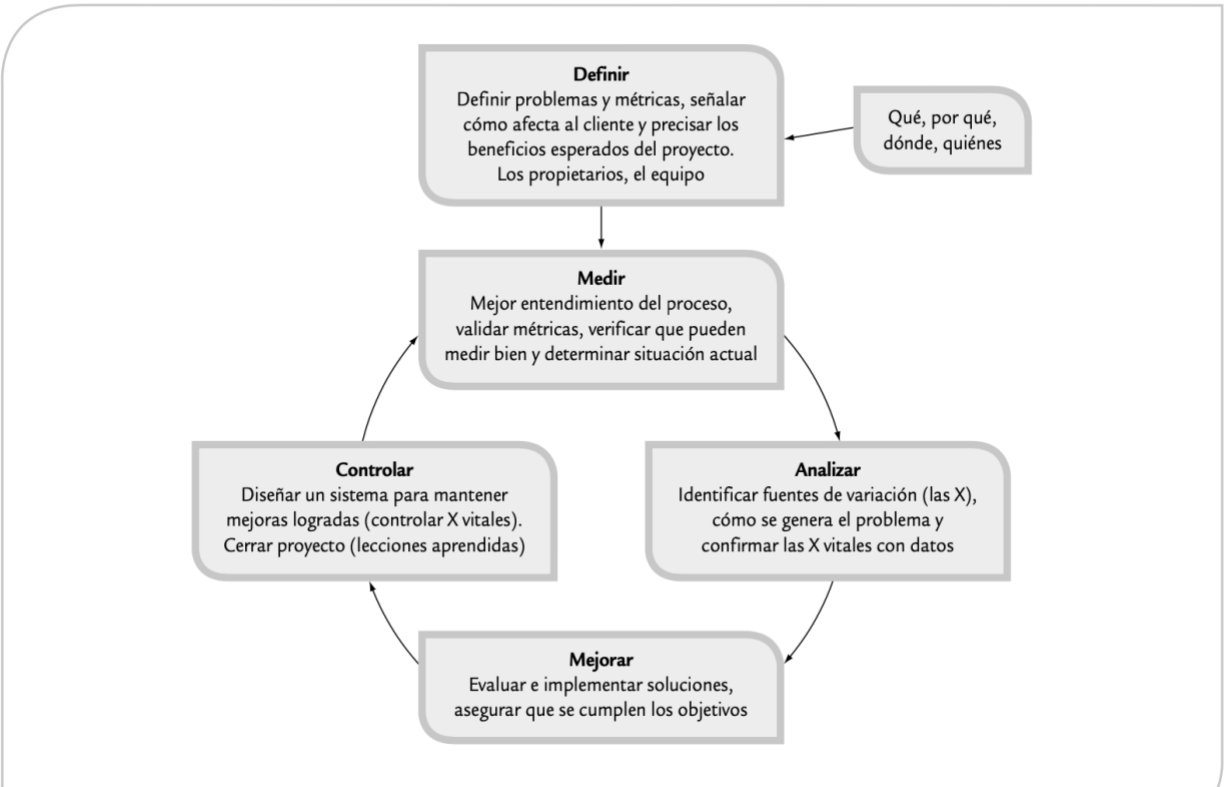 Definir
Definir problemas y métricas, señalar
cómo afecta al cliente y precisar los
beneficios esperados del proyecto.
Los propietarios, el equipo
Qué, por qué,
dónde, quiénes
Medir
Mejor entendimiento del proceso,
validar métricas, verificar que pueden
medir bien y determinar situación actual
Controlar
Diseñar un sistema para mantener
mejoras logradas (controlar X vitales).
Cerrar proyecto (lecciones aprendidas)
Analizar
Identificar fuentes de variación (las X),
cómo se genera el problema y
confirmar las X vitales con datos
Mejorar
Evaluar e implementar soluciones,
asegurar que se cumplen los objetivos